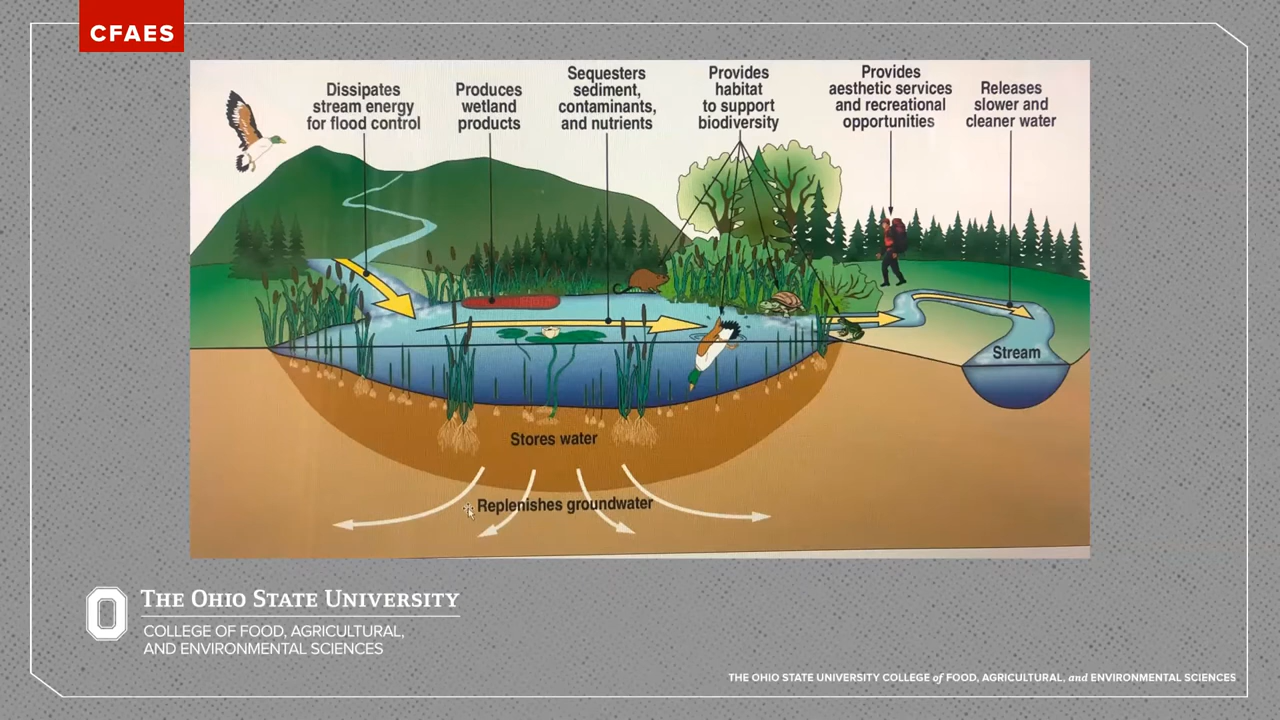 CFAES
Dissipates
stream energy
for flood control
Produces
wetland
products
Sequesters
sediment,
contaminants,
and nutrients
Provides
habitat
to support
biodiversity
Provides
aesthetic services
and recreational
opportunities
Releases
slower and
cleaner water
Stream
Stores water
Replenishes groundwater
THE OHIO STATE UNIVERSITY
COLLEGE OF FOOD, AGRICULTURAL,
AND ENVIRONMENTAL SCIENCES
THE OHIO STATE UNIVERSITY COLLEGE of FOOD, AGRICULTURAL, and ENVIRONMENTAL SCIENCES